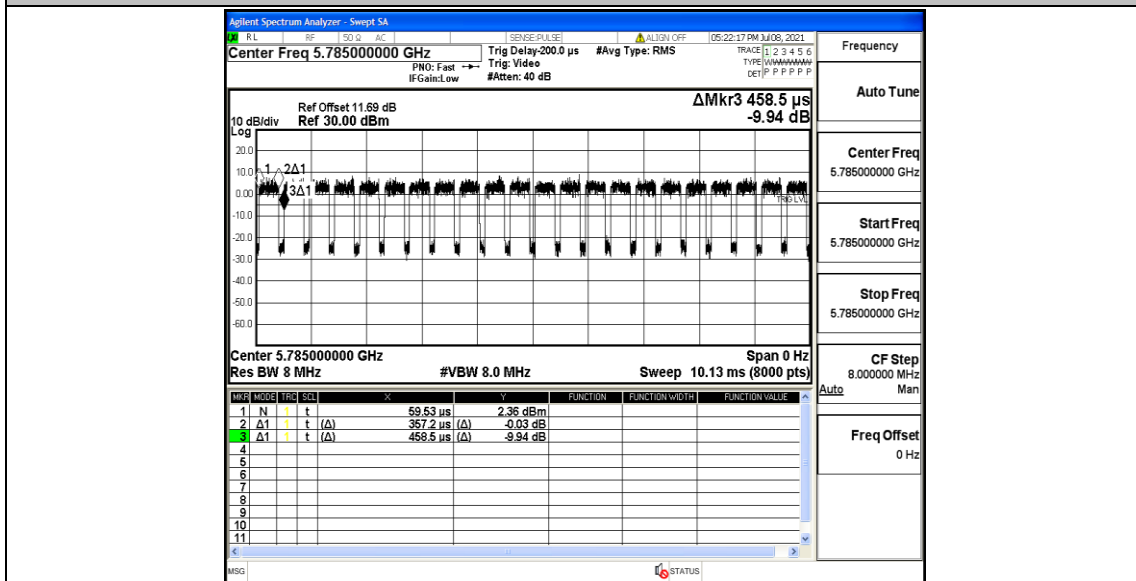 Agilent Spectrum Analyzer - Swept SA
RL RF 50 Ω AC SENSE:PULSE ALIGN OFF 05:22:17 PM Jul 08, 2021
Center Freq 5.785000000 GHz Trig Delay-200.0 µs #Avg Type: RMS TRACE 1 2 3 4 5 6
PNO: Fast Trig: Video TYPE
IFGain:Low #Atten: 40 dB DET P P P P P P
ΔMkr3 458.5 µs
-9.94 dB
Ref Offset 11.69 dB
10 dB/div Ref 30.00 dBm
Log
20.0
10.0
0.00
-10.0
-20.0
-30.0
-40.0
-50.0
-60.0
1 2Δ1
3Δ1
TRIG LVL
Center 5.785000000 GHz Span 0 Hz
Res BW 8 MHz #VBW 8.0 MHz Sweep 10.13 ms (8000 pts)
MKR MODE TRC SCL X Y FUNCTION FUNCTION WIDTH FUNCTION VALUE
1 N 1 t 59.53 µs 2.36 dBm
2 Δ1 1 t (Δ) 357.2 µs (Δ) -0.03 dB
3 Δ1 1 t (Δ) 458.5 µs (Δ) -9.94 dB
4
5
6
7
8
9
10
11
MSG STATUS
Frequency
Auto Tune
Center Freq
5.785000000 GHz
Start Freq
5.785000000 GHz
Stop Freq
5.785000000 GHz
CF Step
8.000000 MHz
Auto Man
Freq Offset
0 Hz